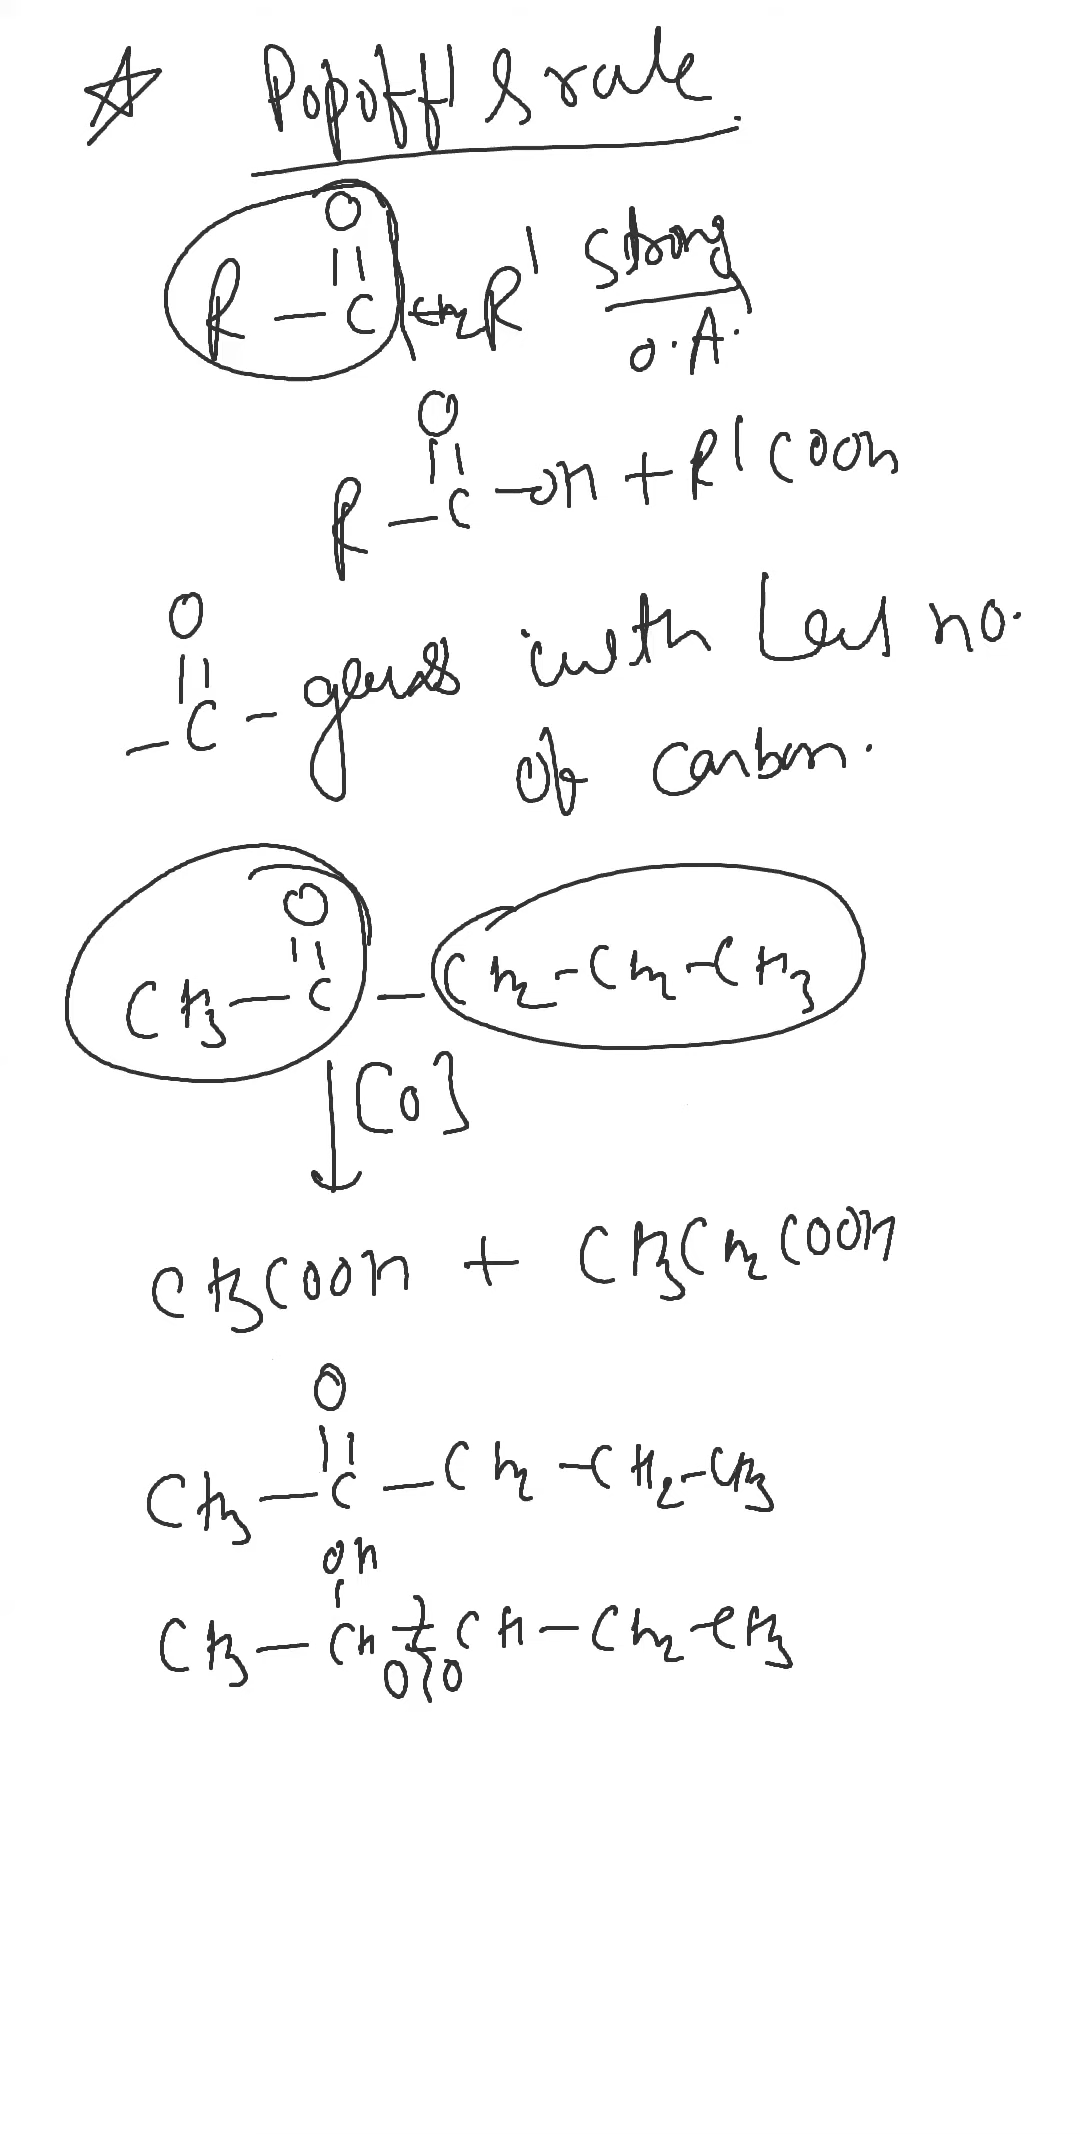 ☆ Popoff's rule
O
||
R – C – CH2 R' Strong
O.A.
O
||
R – C – OH + R'COOH
O
||
– C – goes with Less no.
of carbon.
O
||
CH3 – C – CH2 – CH2 – CH3
↓ [O]
CH3COOH + CH3CH2COOH
O
||
CH3 – C – CH2 – CH2 – CH3
OH
|
CH3 – CH = CH – CH2 – CH3
O|O